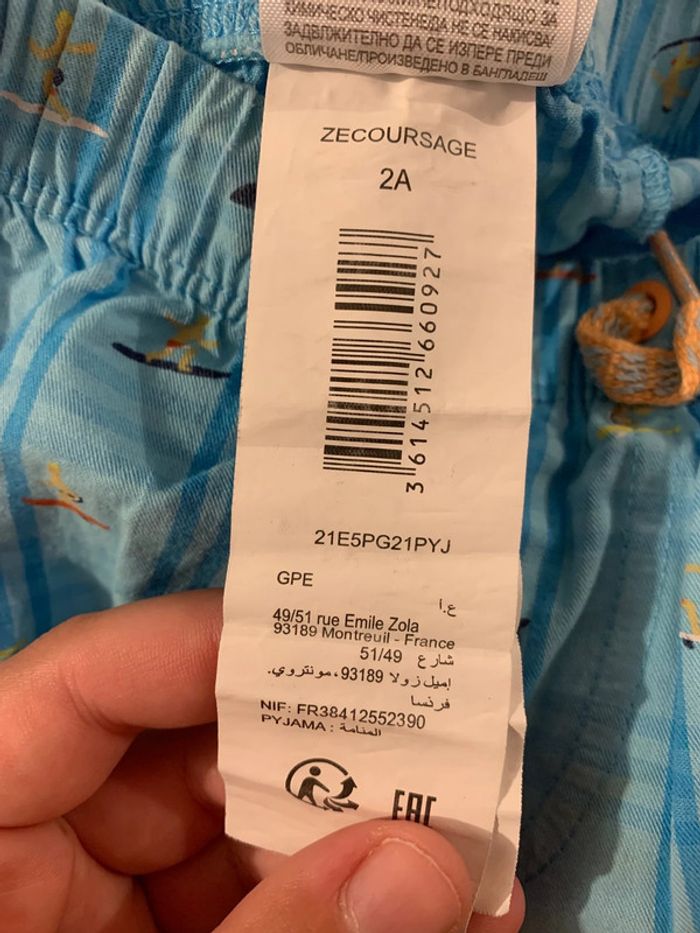 ХИМИЧЕСКО ЧИСТЕНЕ/ДА НЕ СЕ НАКИСВА/
ЗАДЪЛЖИТЕЛНО ДА СЕ ИЗПЕРЕ ПРЕДИ
ОБЛИЧАНЕ/ПРОИЗВЕДЕНО В БАНГЛАДЕШ
ZECOURSAGE
2A
3 614512 660927
21E5PG21PYJ
GPE
ع.أ
49/51 rue Emile Zola
93189 Montreuil - France
شارع 51/49
إميل زولا 93189، مونتروي.
فرنسا
NIF: FR38412552390
PYJAMA : المنامة
EAC